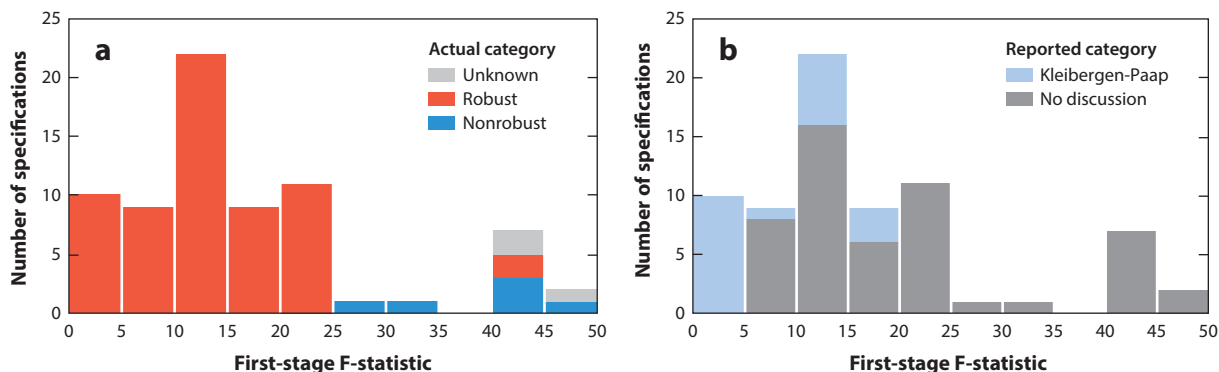 a
Actual category
Unknown
Robust
Nonrobust
Number of specifications
25
20
15
10
5
0
0 5 10 15 20 25 30 35 40 45 50
First-stage F-statistic
b
Reported category
Kleibergen-Paap
No discussion
Number of specifications
25
20
15
10
5
0
0 5 10 15 20 25 30 35 40 45 50
First-stage F-statistic